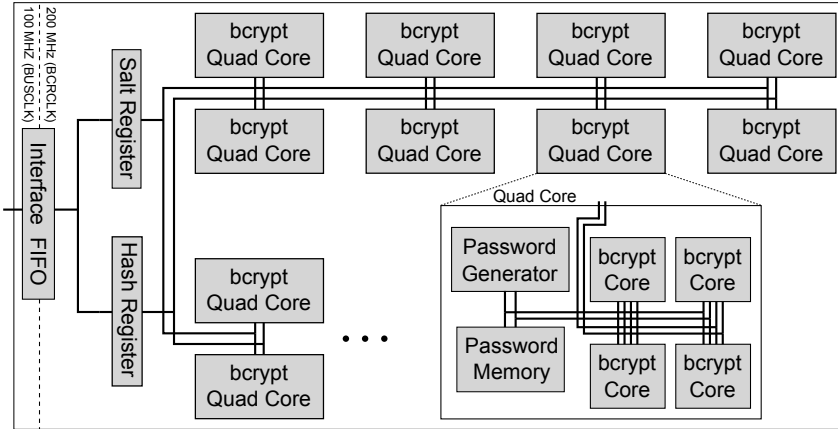 200 MHz (BCRCLK)
100 MHZ (BUSCLK)
Interface FIFO
Salt Register
Hash Register
bcrypt
Quad Core
bcrypt
Quad Core
bcrypt
Quad Core
bcrypt
Quad Core
bcrypt
Quad Core
bcrypt
Quad Core
bcrypt
Quad Core
bcrypt
Quad Core
bcrypt
Quad Core
bcrypt
Quad Core
• • •
Quad Core
Password
Generator
Password
Memory
bcrypt
Core
bcrypt
Core
bcrypt
Core
bcrypt
Core